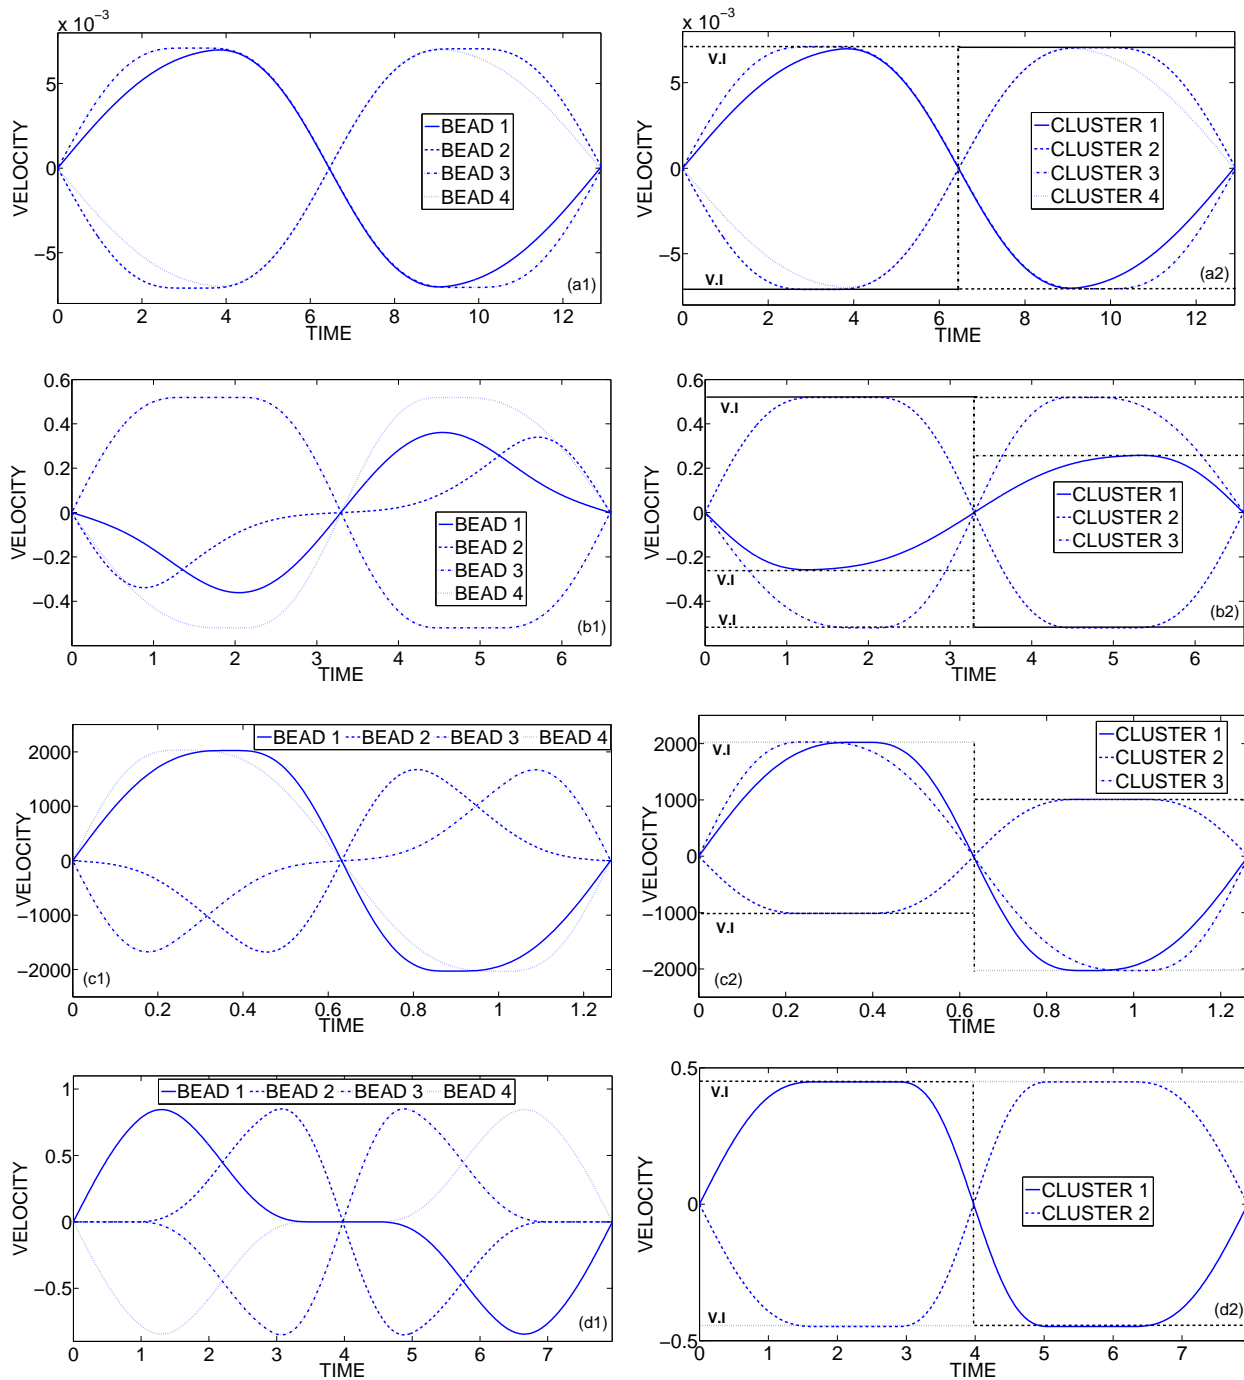 x 10⁻³
5
0
−5
VELOCITY
BEAD 1
BEAD 2
BEAD 3
BEAD 4
(a1)
0 2 4 6 8 10 12
TIME
x 10⁻³
5
0
−5
VELOCITY
V.I
V.I
CLUSTER 1
CLUSTER 2
CLUSTER 3
CLUSTER 4
(a2)
0 2 4 6 8 10 12
TIME
0.6
0.4
0.2
0
−0.2
−0.4
VELOCITY
BEAD 1
BEAD 2
BEAD 3
BEAD 4
(b1)
0 1 2 3 4 5 6
TIME
0.6
0.4
0.2
0
−0.2
−0.4
VELOCITY
V.I
V.I
V.I
CLUSTER 1
CLUSTER 2
CLUSTER 3
(b2)
0 1 2 3 4 5 6
TIME
BEAD 1 BEAD 2 BEAD 3 BEAD 4
2000
1000
0
−1000
−2000
VELOCITY
(c1)
0 0.2 0.4 0.6 0.8 1 1.2
TIME
2000
1000
0
−1000
−2000
VELOCITY
V.I
V.I
CLUSTER 1
CLUSTER 2
CLUSTER 3
(c2)
0 0.2 0.4 0.6 0.8 1 1.2
TIME
BEAD 1 BEAD 2 BEAD 3 BEAD 4
1
0.5
0
−0.5
VELOCITY
(d1)
0 1 2 3 4 5 6 7
TIME
0.5
0
−0.5
VELOCITY
V.I
V.I
CLUSTER 1
CLUSTER 2
(d2)
0 1 2 3 4 5 6 7
TIME